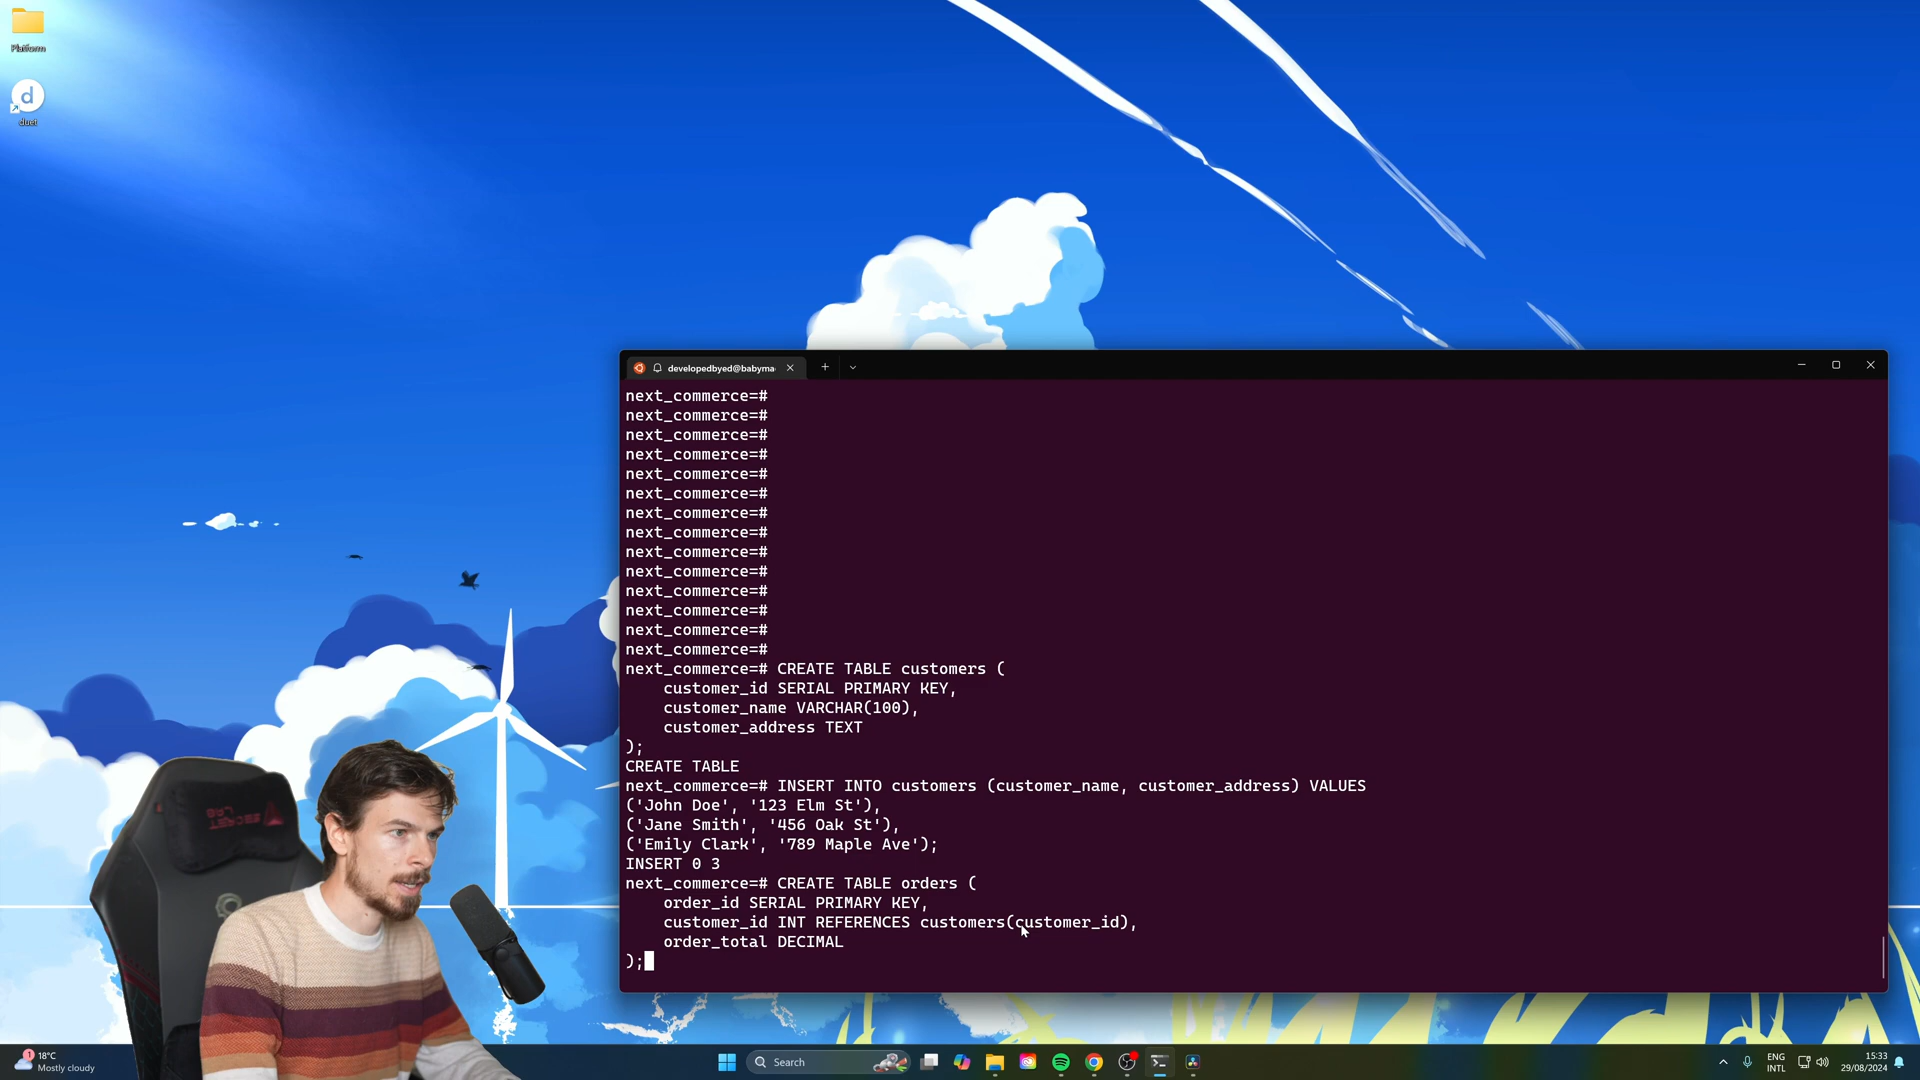 Platform
duet
developedbyed@babyma
next_commerce=#
next_commerce=#
next_commerce=#
next_commerce=#
next_commerce=#
next_commerce=#
next_commerce=#
next_commerce=#
next_commerce=#
next_commerce=#
next_commerce=#
next_commerce=#
next_commerce=#
next_commerce=#
next_commerce=# CREATE TABLE customers (
    customer_id SERIAL PRIMARY KEY,
    customer_name VARCHAR(100),
    customer_address TEXT
);
CREATE TABLE
next_commerce=# INSERT INTO customers (customer_name, customer_address) VALUES
('John Doe', '123 Elm St'),
('Jane Smith', '456 Oak St'),
('Emily Clark', '789 Maple Ave');
INSERT 0 3
next_commerce=# CREATE TABLE orders (
    order_id SERIAL PRIMARY KEY,
    customer_id INT REFERENCES customers(customer_id),
    order_total DECIMAL
);
1
18°C
Mostly cloudy
Search
ENG
INTL
15:33
29/08/2024